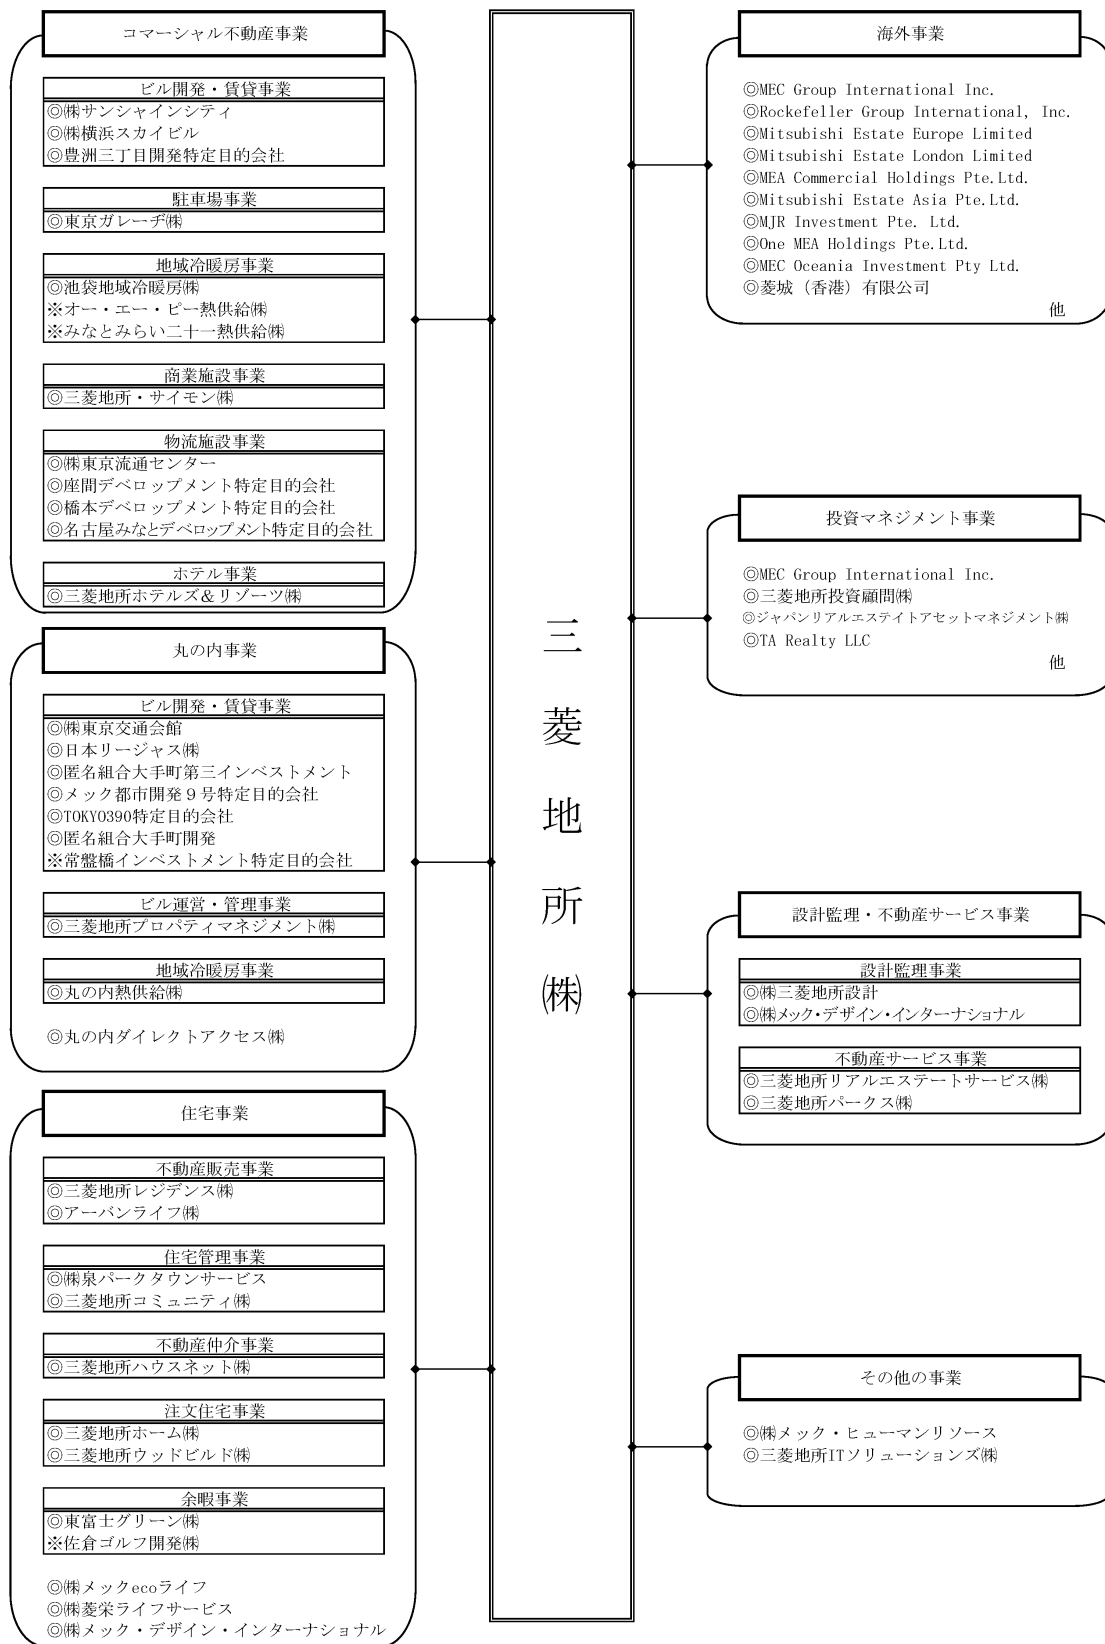 コマーシャル不動産事業
ビル開発・賃貸事業
◎㈱サンシャインシティ
◎㈱横浜スカイビル
◎豊洲三丁目開発特定目的会社
駐車場事業
◎東京ガレーヂ㈱
地域冷暖房事業
◎池袋地域冷暖房㈱
※オー・エー・ピー熱供給㈱
※みなとみらい二十一熱供給㈱
商業施設事業
◎三菱地所・サイモン㈱
物流施設事業
◎㈱東京流通センター
◎座間デベロップメント特定目的会社
◎橋本デベロップメント特定目的会社
◎名古屋みなとデベロップメント特定目的会社
ホテル事業
◎三菱地所ホテルズ&リゾーツ㈱
丸の内事業
ビル開発・賃貸事業
◎㈱東京交通会館
◎日本リージャス㈱
◎匿名組合大手町第三インベストメント
◎メック都市開発9号特定目的会社
◎TOKYO390特定目的会社
◎匿名組合大手町開発
※常盤橋インベストメント特定目的会社
ビル運営・管理事業
◎三菱地所プロパティマネジメント㈱
地域冷暖房事業
◎丸の内熱供給㈱
◎丸の内ダイレクトアクセス㈱
住宅事業
不動産販売事業
◎三菱地所レジデンス㈱
◎アーバンライフ㈱
住宅管理事業
◎㈱泉パークタウンサービス
◎三菱地所コミュニティ㈱
不動産仲介事業
◎三菱地所ハウスネット㈱
注文住宅事業
◎三菱地所ホーム㈱
◎三菱地所ウッドビルド㈱
余暇事業
◎東富士グリーン㈱
※佐倉ゴルフ開発㈱
◎㈱メックecoライフ
◎㈱菱栄ライフサービス
◎㈱メック・デザイン・インターナショナル
三菱地所㈱
海外事業
◎MEC Group International Inc.
◎Rockefeller Group International, Inc.
◎Mitsubishi Estate Europe Limited
◎Mitsubishi Estate London Limited
◎MEA Commercial Holdings Pte.Ltd.
◎Mitsubishi Estate Asia Pte.Ltd.
◎MJR Investment Pte. Ltd.
◎One MEA Holdings Pte.Ltd.
◎MEC Oceania Investment Pty Ltd.
◎菱城（香港）有限公司
他
投資マネジメント事業
◎MEC Group International Inc.
◎三菱地所投資顧問㈱
◎ジャパンリアルエステイトアセットマネジメント㈱
◎TA Realty LLC
他
設計監理・不動産サービス事業
設計監理事業
◎㈱三菱地所設計
◎㈱メック・デザイン・インターナショナル
不動産サービス事業
◎三菱地所リアルエステートサービス㈱
◎三菱地所パークス㈱
その他の事業
◎㈱メック・ヒューマンリソース
◎三菱地所ITソリューションズ㈱